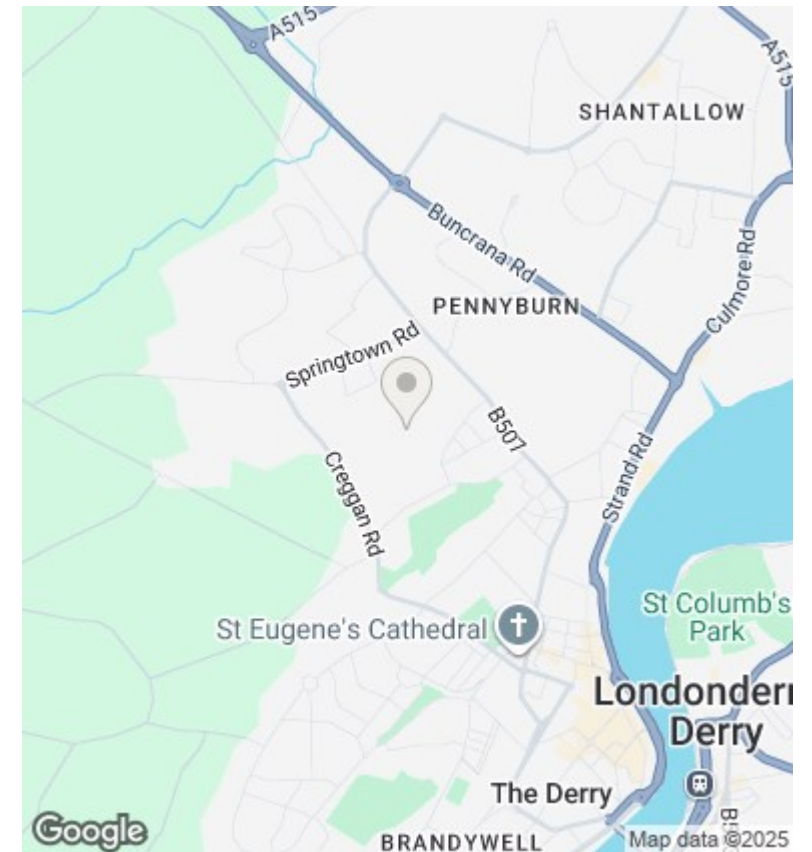 A515
A515
SHANTALLOW
Buncrana Rd
Culmore Rd
PENNYBURN
Springtown Rd
B507
Strand Rd
Creggan Rd
St Columb's
Park
St Eugene's Cathedral
Londonderr
Derry
The Derry
B5
BRANDYWELL
Google
Map data ©2025